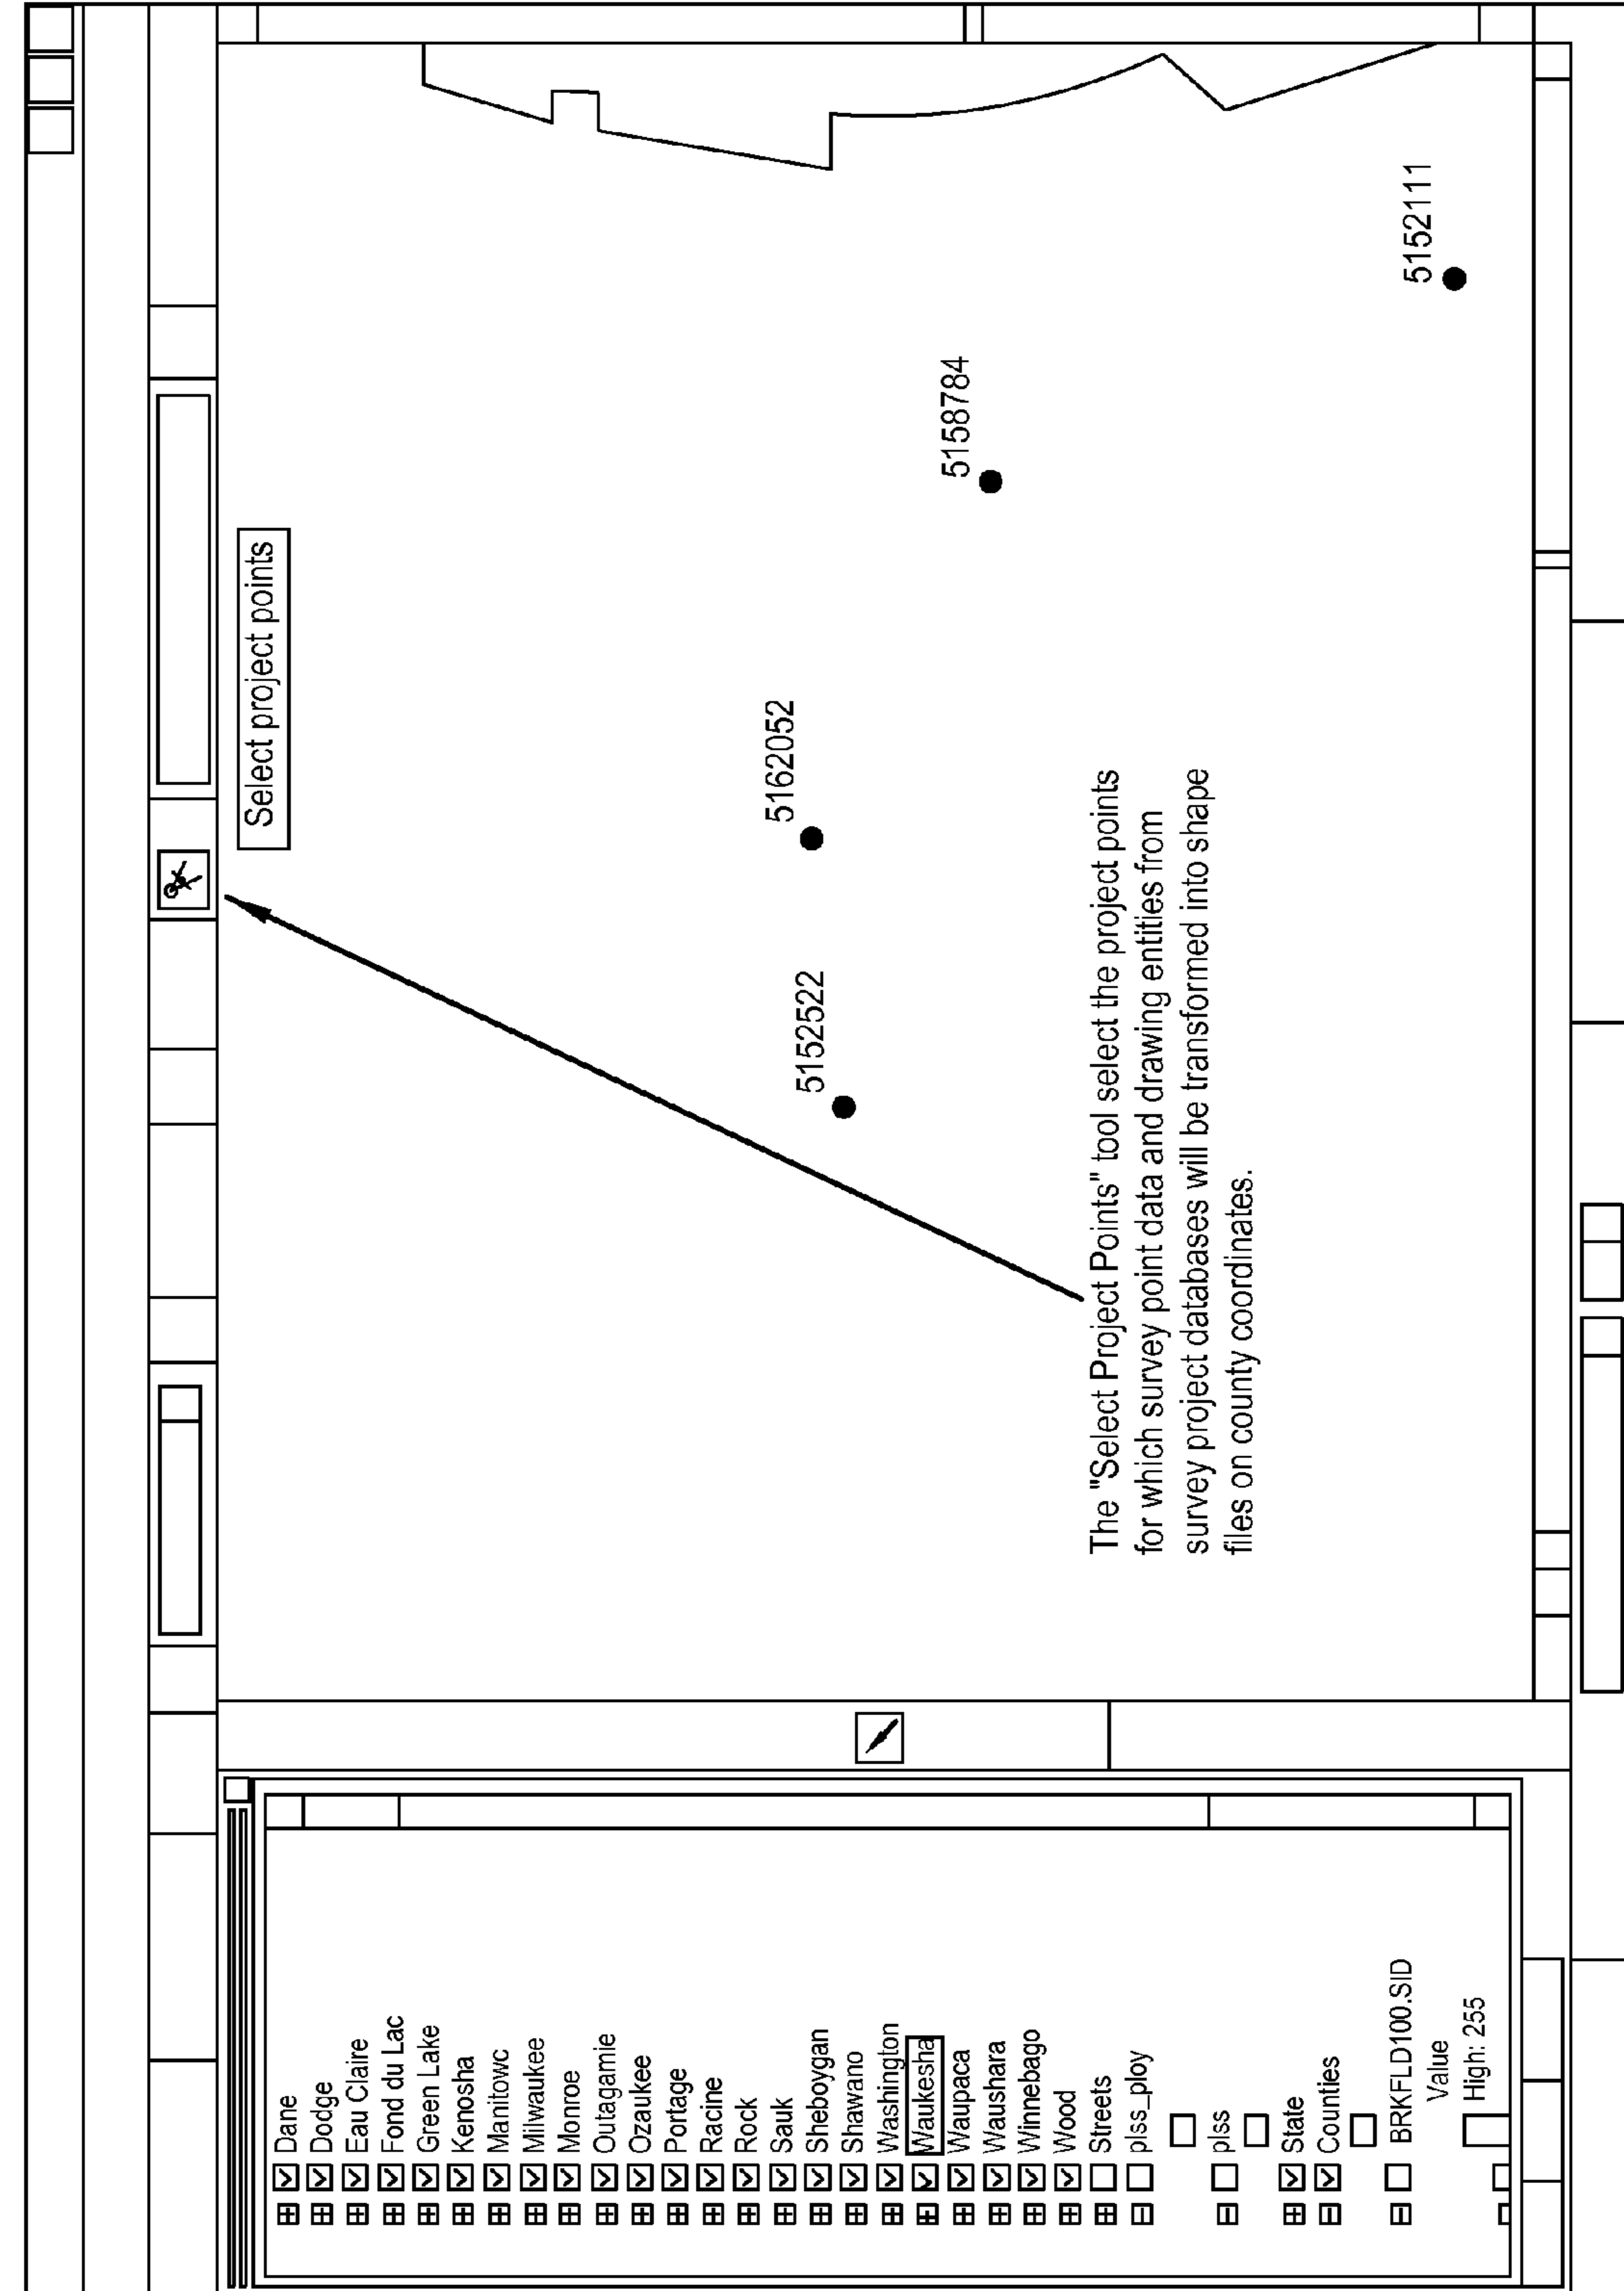 Select project points
Dane
Dodge
Eau Claire
Fond du Lac
Green Lake
Kenosha
Manitowc
Milwaukee
Monroe
Outagamie
Ozaukee
Portage
Racine
Rock
Sauk
Sheboygan
Shawano
Washington
Waukesha
Waupaca
Waushara
Winnebago
Wood
Streets
plss_ploy
plss
State
Counties
BRKFLD100.SID
Value
High: 255
5152522
5162052
5158784
5152111
The "Select Project Points" tool select the project points
for which survey point data and drawing entities from
survey project databases will be transformed into shape
files on county coordinates.